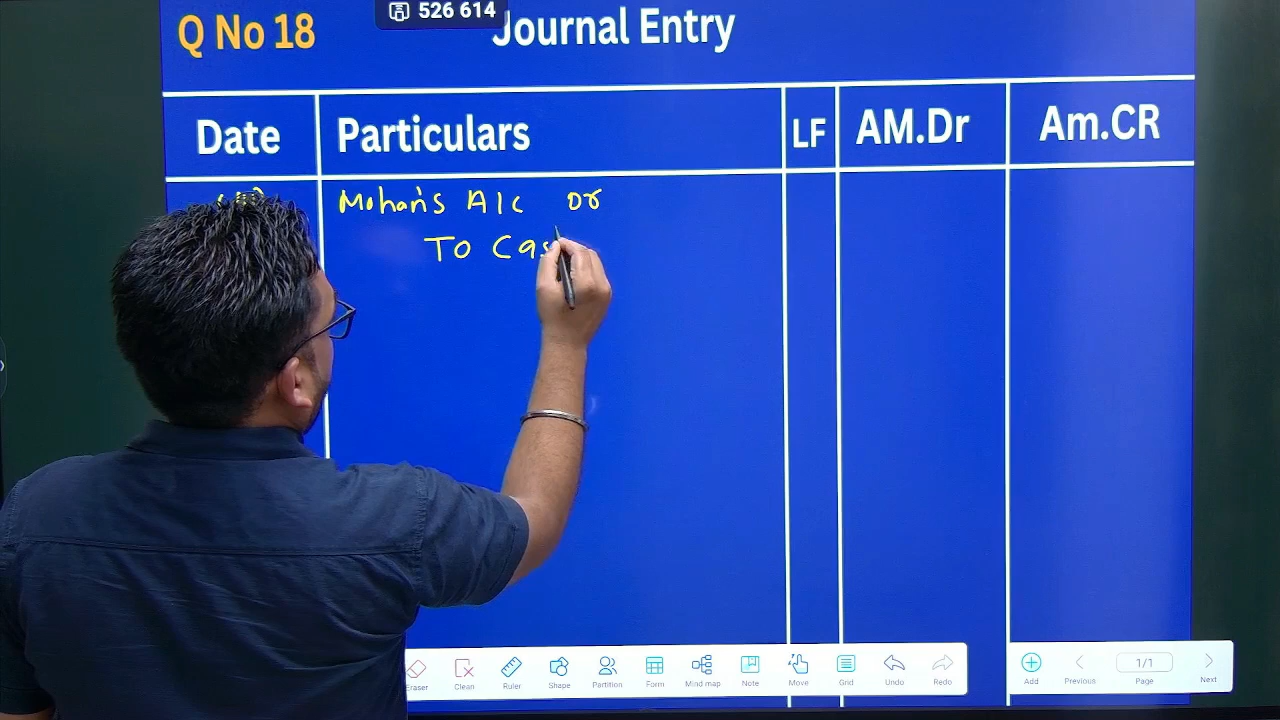 526 614
Q No 18 Journal Entry
Date Particulars LF AM.Dr Am.CR
Mohan's A/c Dr
To Cas
Eraser Clean Ruler Shape Partition Form Mind map Note Move Grid Undo Redo Add Previous 1/1 Page Next